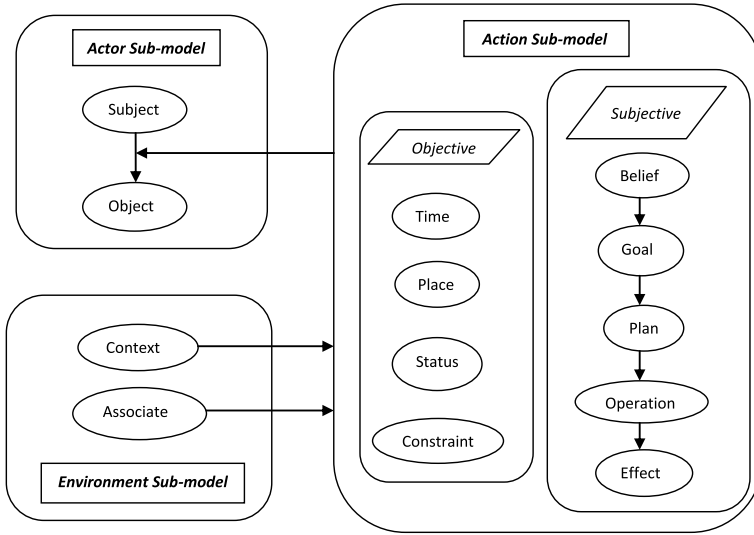 Actor Sub-model
Subject
Object
Context
Associate
Environment Sub-model
Action Sub-model
Objective
Time
Place
Status
Constraint
Subjective
Belief
Goal
Plan
Operation
Effect